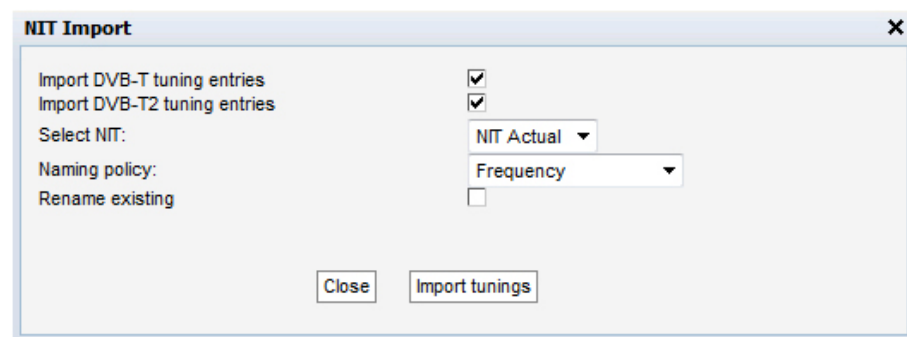 NIT Import
Import DVB-T tuning entries
Import DVB-T2 tuning entries
Select NIT: NIT Actual
Naming policy: Frequency
Rename existing
Close Import tunings